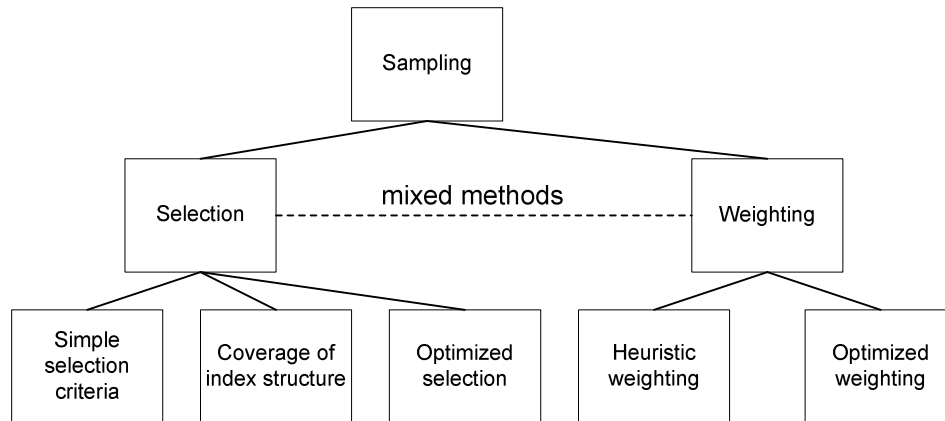 Sampling
mixed methods
Selection
Weighting
Simple
selection
criteria
Coverage of
index structure
Optimized
selection
Heuristic
weighting
Optimized
weighting